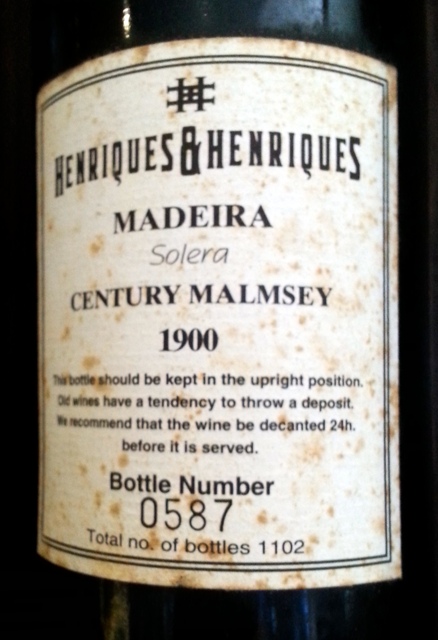 HENRIQUES&HENRIQUES
MADEIRA
Solera
CENTURY MALMSEY
1900
This bottle should be kept in the upright position.
Old wines have a tendency to throw a deposit.
We recommend that the wine be decanted 24h.
before it is served.
Bottle Number
0587
Total no. of bottles 1102